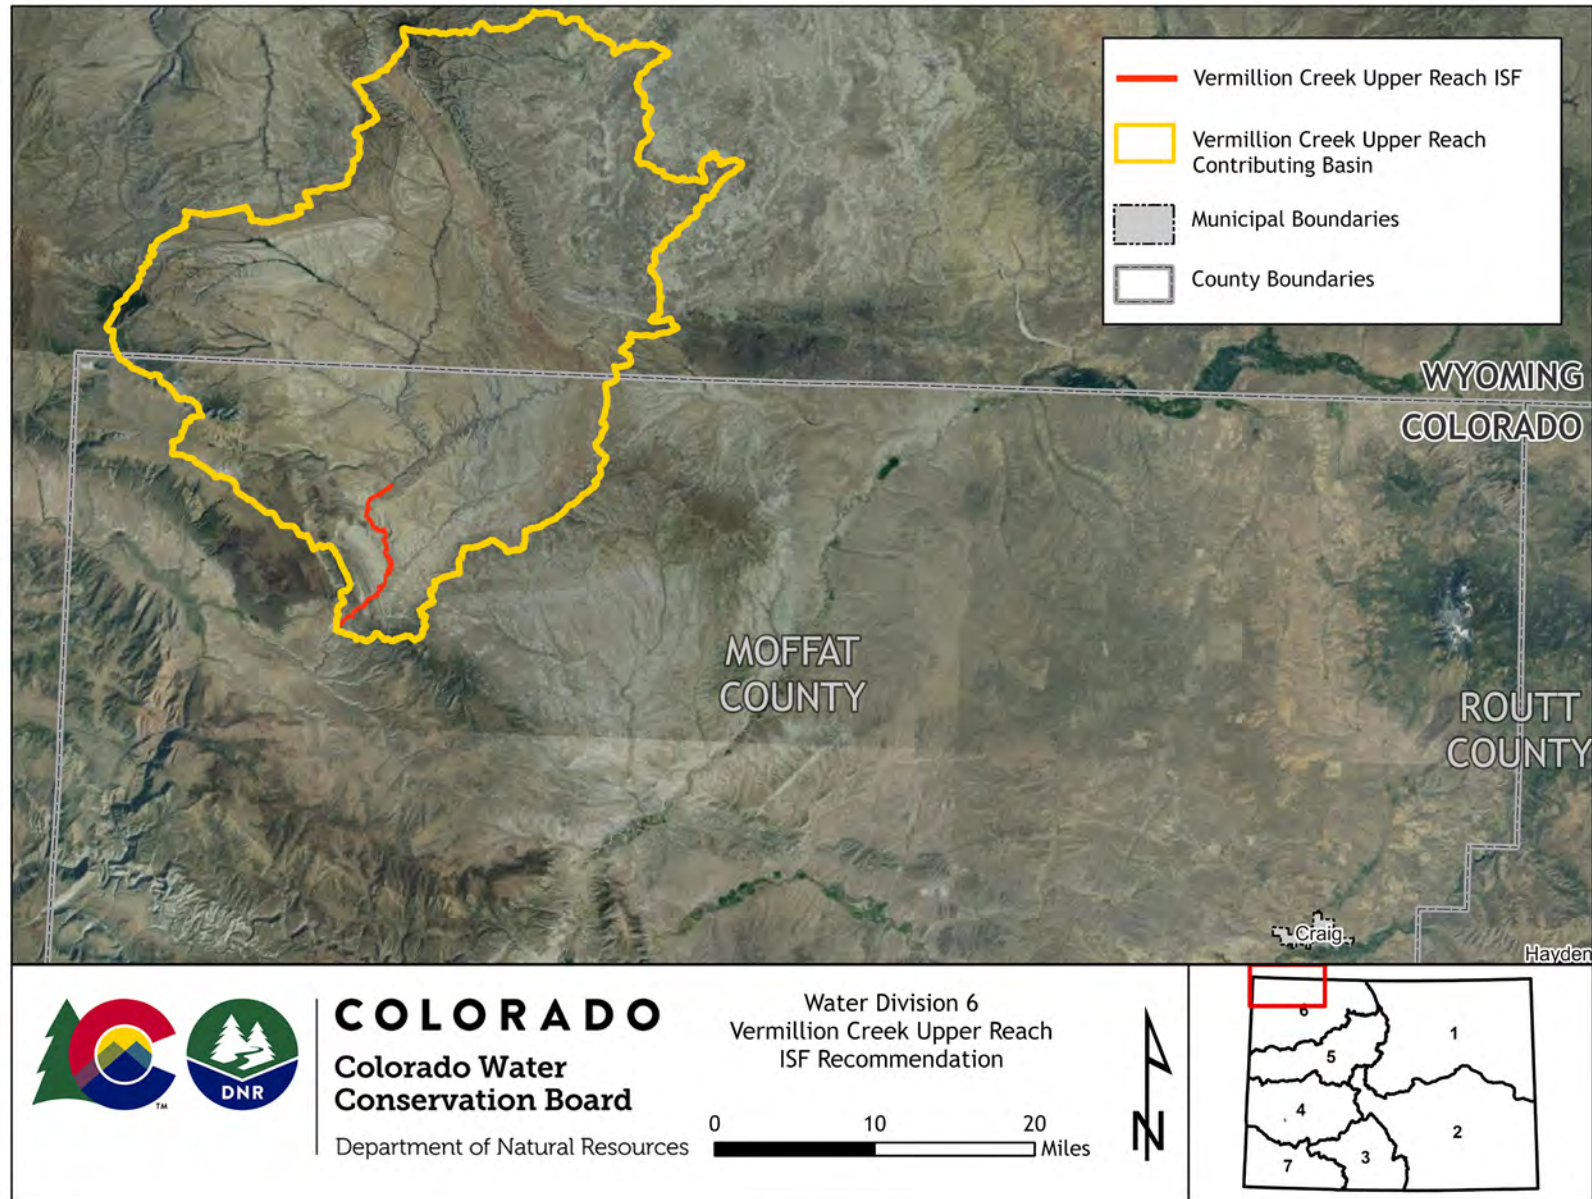 Vermillion Creek Upper Reach ISF
Vermillion Creek Upper Reach
Contributing Basin
Municipal Boundaries
County Boundaries
WYOMING
COLORADO
MOFFAT
COUNTY
ROUTT
COUNTY
Craig
Hayden
C
TM
DNR
COLORADO
Colorado Water
Conservation Board
Department of Natural Resources
Water Division 6
Vermillion Creek Upper Reach
ISF Recommendation
0 10 20
Miles
N
6
1
5
4
2
3
7